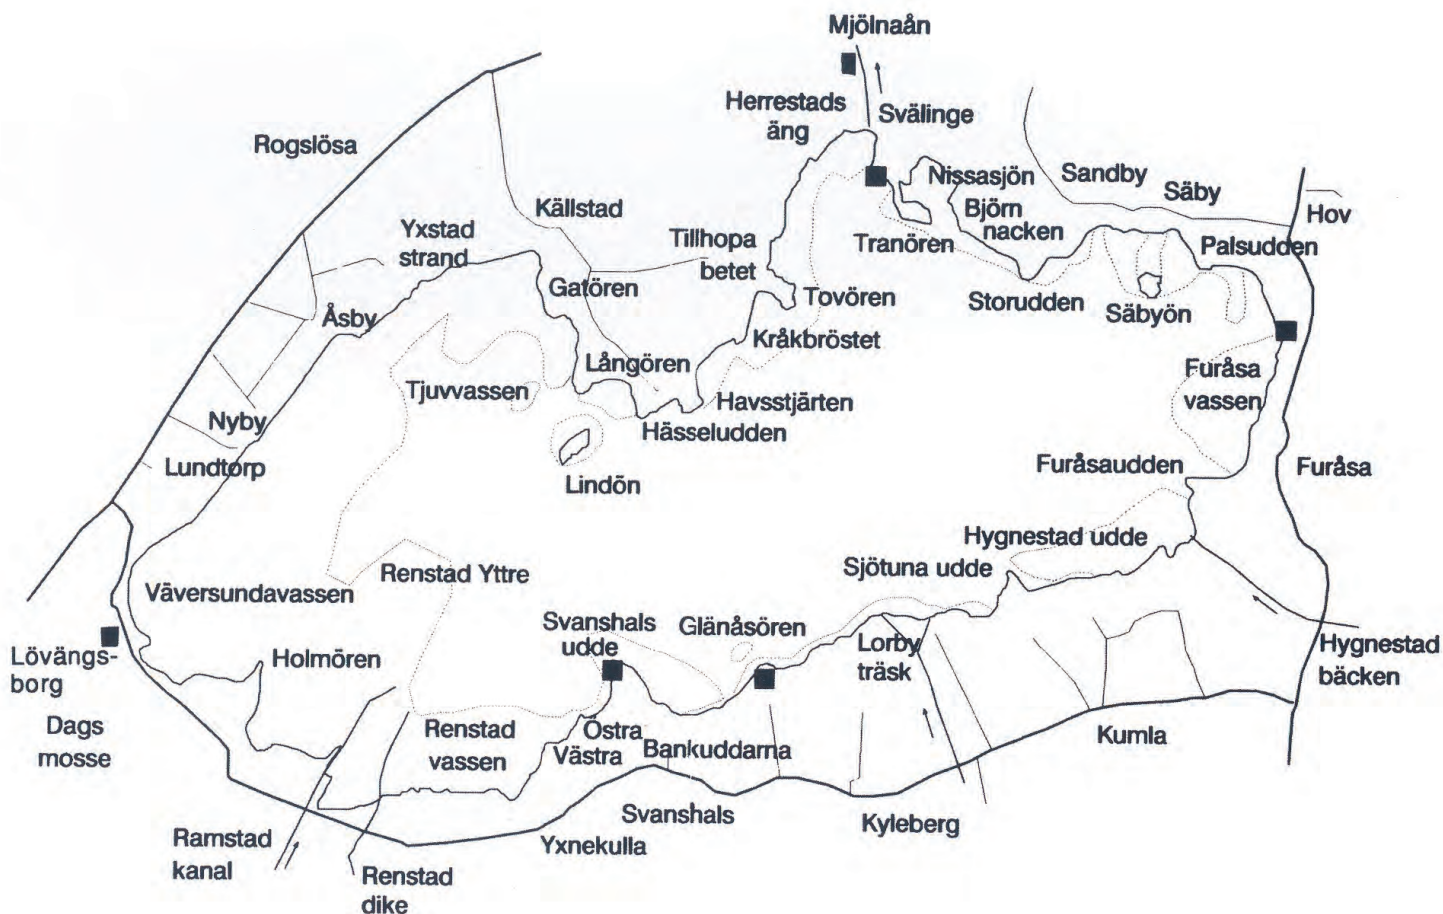 Mjölnaån
Herrestads
äng
Svälinge
Rogslösa
Nissasjön
Sandby
Säby
Hov
Källstad
Björn
nacken
Yxstad
strand
Tillhopa
betet
Tranören
Palsudden
Gatören
Tovören
Storudden
Säbyön
Åsby
Kråkbröstet
Långören
Furåsa
vassen
Tjuvvassen
Havsstjärten
Nyby
Hässeludden
Lundtorp
Furåsaudden
Furåsa
Lindön
Hygnestad udde
Sjötuna udde
Renstad Yttre
Väversundavassen
Svanshals
udde
Glänåsören
Lorby
träsk
Hygnestad
bäcken
Lövängs-
borg
Holmören
Dags
mosse
Renstad
vassen
Östra
Västra
Bankuddarna
Kumla
Svanshals
Kyleberg
Yxnekulla
Ramstad
kanal
Renstad
dike